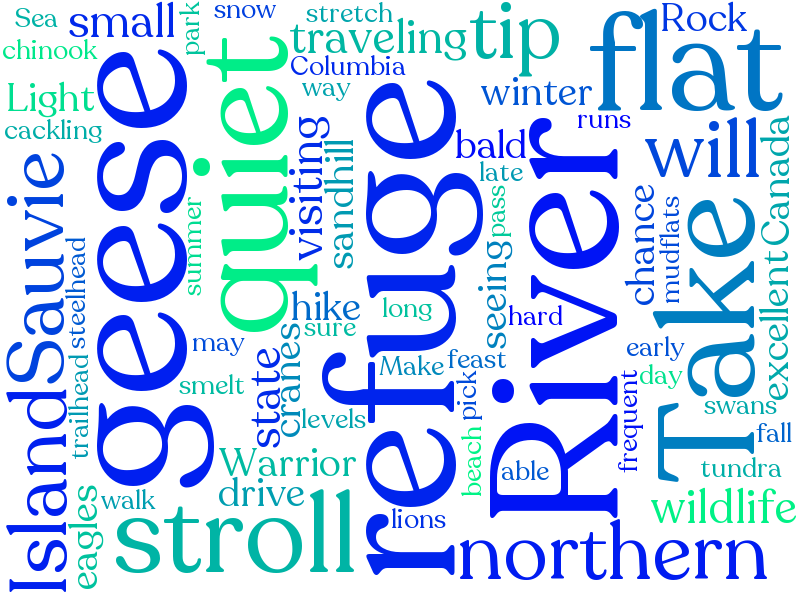 Sea
small
snow
stretch
park
traveling
tip
Rock
flat
chinook
Columbia
Light
way
winter
cackling
geese
quiet
visiting
sandhill
refuge
bald
runs
will
late
River
Canada
Sauvie
steelhead
summer
pass
seeing
chance
mudflats
Take
excellent
hike
long
hard
sure
cranes
may
state
Make
feast
early
day
smelt
trailhead
pick
levels
swans
fall
frequent
Island
Warrior
beach
able
tundra
eagles
walk
drive
stroll
lions
wildlife
northern